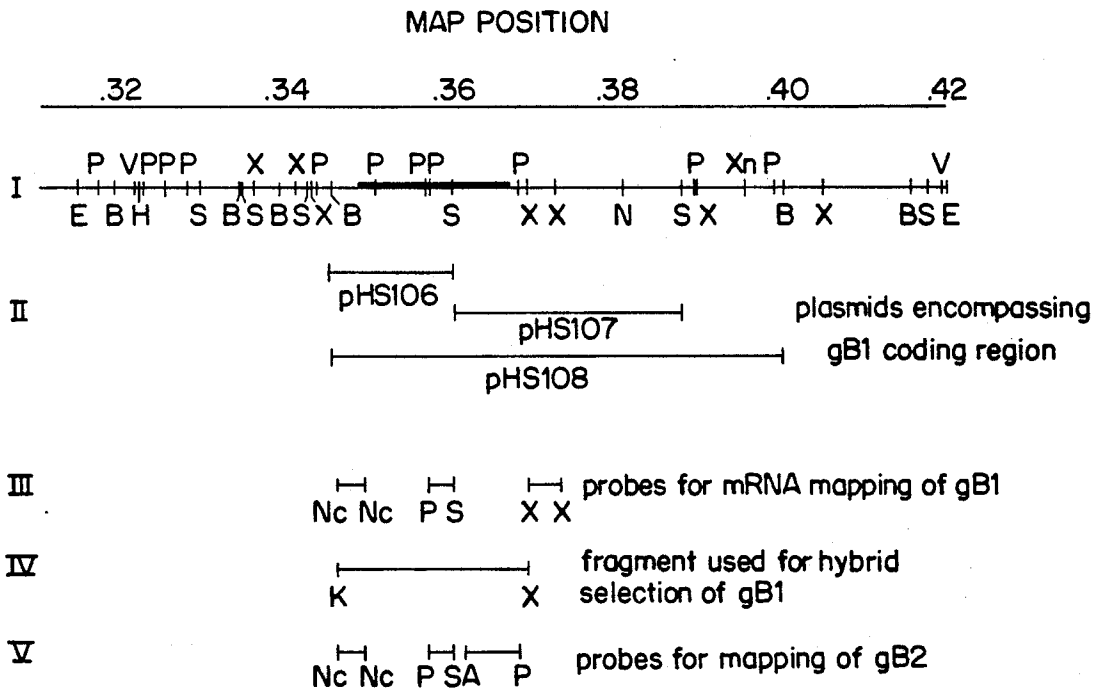 MAP POSITION
.32 .34 .36 .38 .40 .42
P VPPP X XP P PP P P Xn P V
I
E BH S BSBSXB S XX N SX B X BSE
pHS106
II
plasmids encompassing
pHS107
gB1 coding region
pHS108
III
probes for mRNA mapping of gB1
Nc Nc P S X X
IV
fragment used for hybrid
K X selection of gB1
V
probes for mapping of gB2
Nc Nc P SA P